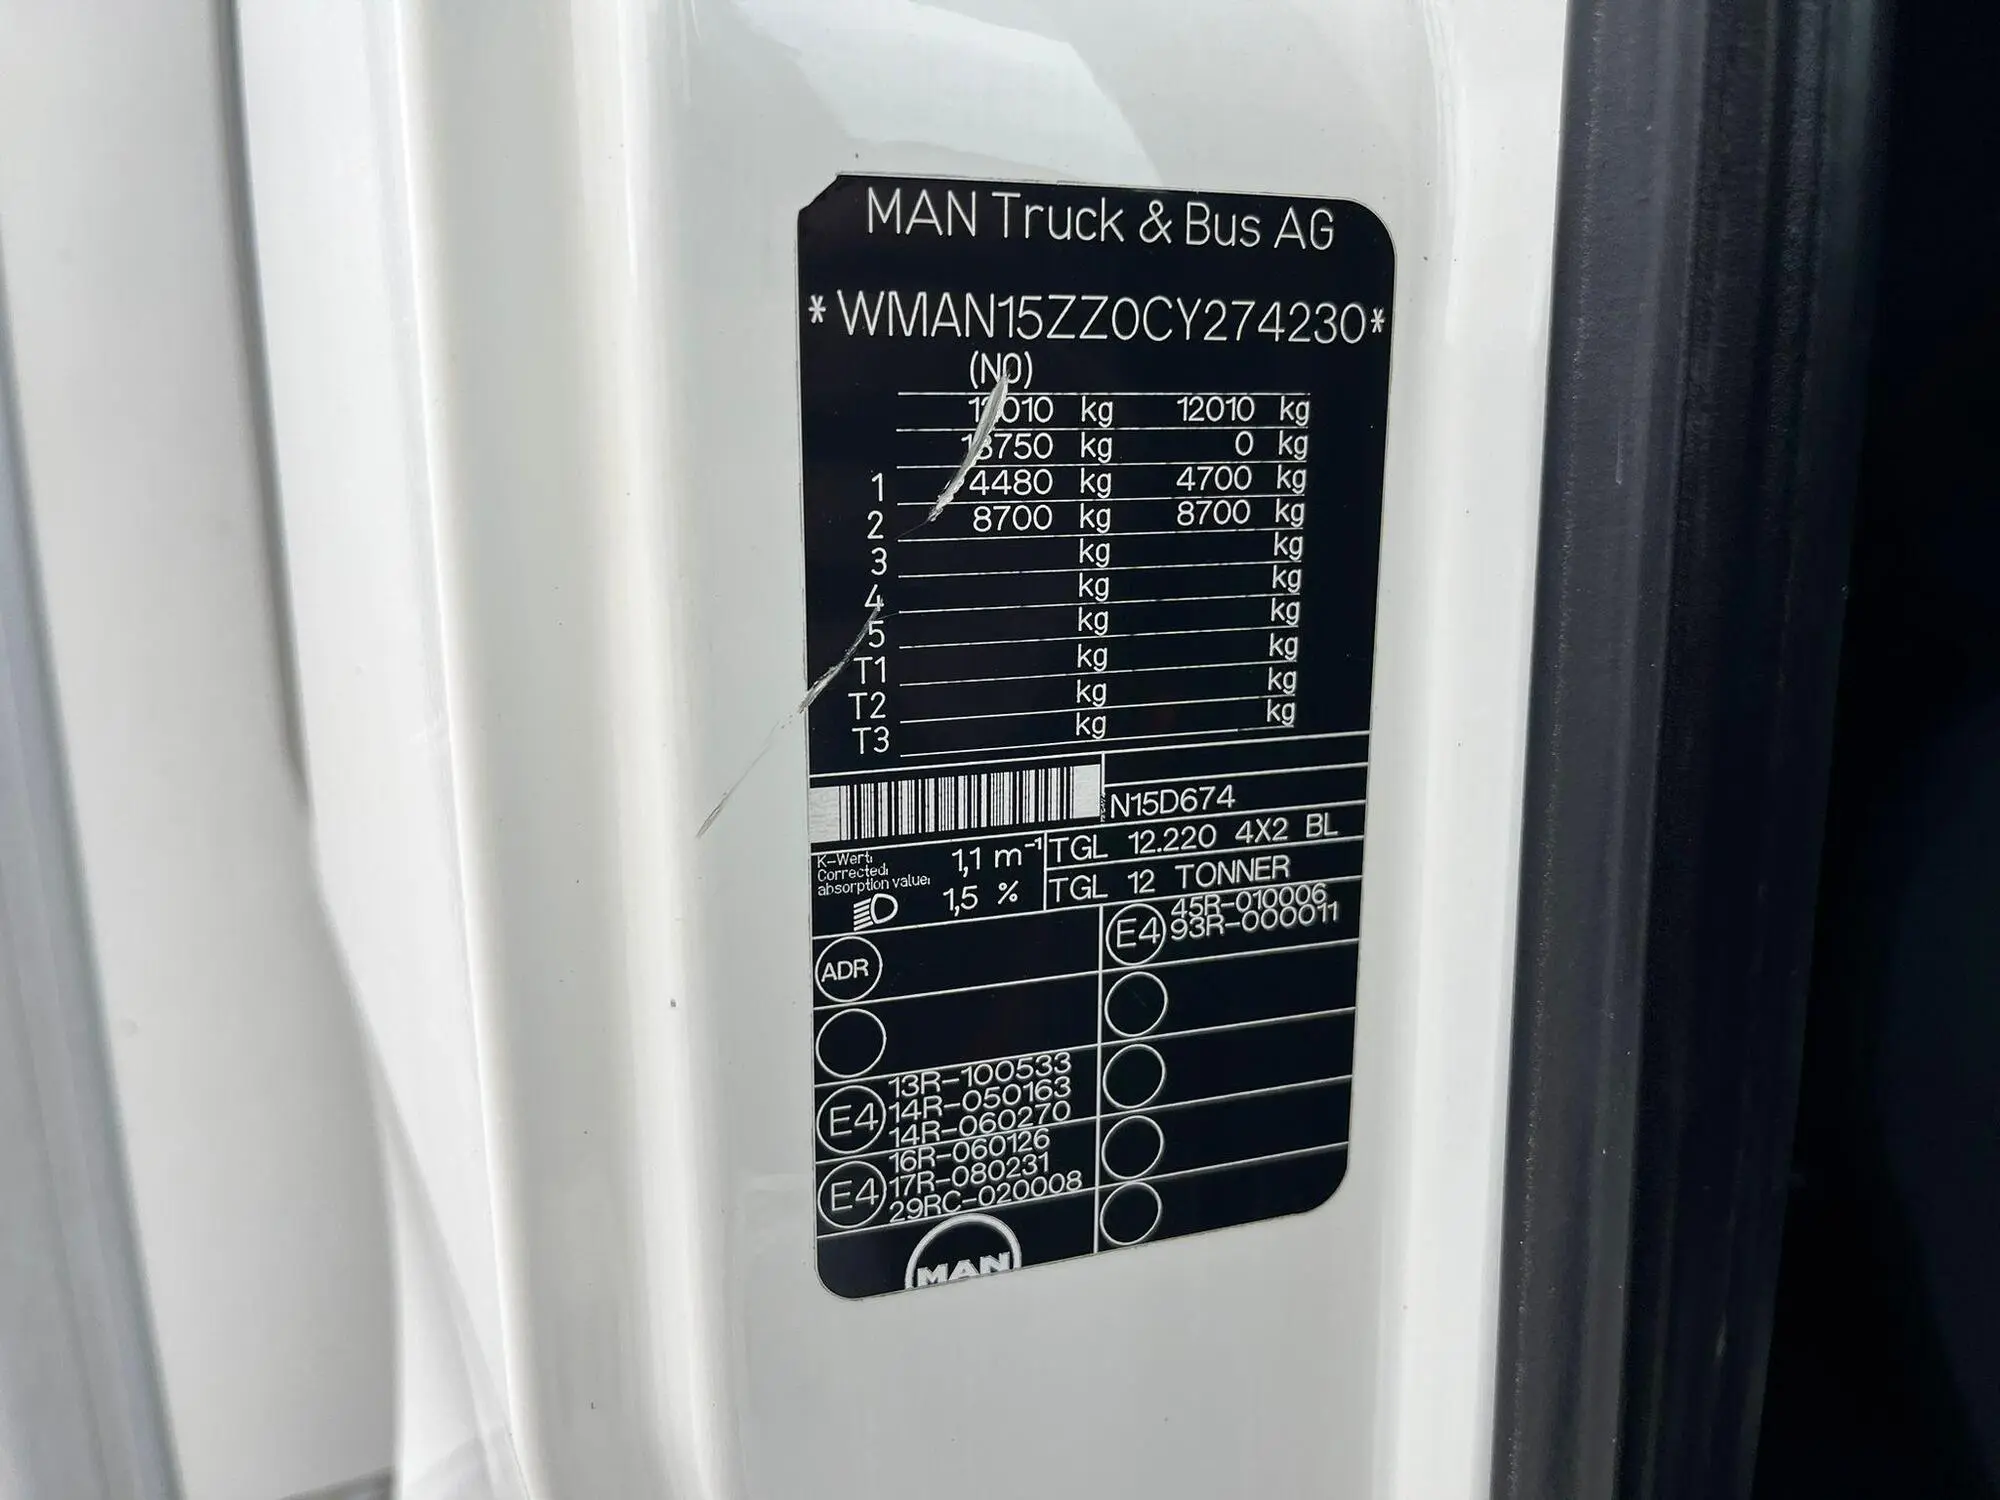 MAN Truck & Bus AG
*WMAN15ZZ0CY274230*
(NO)
12010 kg 12010 kg
18750 kg 0 kg
1 4480 kg 4700 kg
2 8700 kg 8700 kg
3 kg kg
4 kg kg
5 kg kg
T1 kg kg
T2 kg kg
T3 kg kg
N15D674
K-Wert: 1,1 m⁻¹ TGL 12.220 4X2 BL
Corrected:
absorption value:
1,5 % TGL 12 TONNER
E4 45R-010006
93R-000011
ADR
E4 13R-100533
14R-050163
14R-060270
E4 16R-060126
17R-080231
29RC-020008
MAN